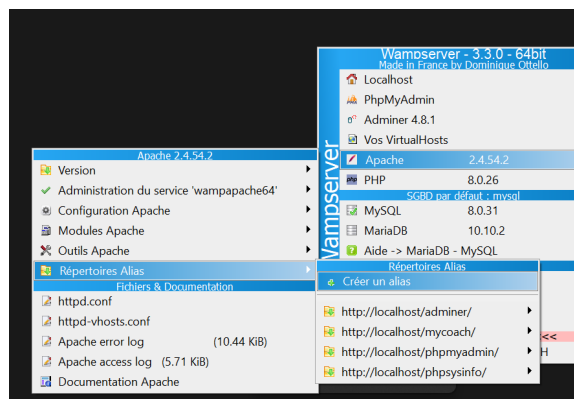 Wampserver - 3.3.0 - 64bit
Made in France by Dominique Ottello
Localhost
PhpMyAdmin
Adminer 4.8.1
Vos VirtualHosts
Apache 2.4.54.2
PHP 8.0.26
SGBD par défaut : mysql
MySQL 8.0.31
MariaDB 10.10.2
Aide -> MariaDB - MySQL
Wampserver
Apache 2.4.54.2
Version
Administration du service 'wampapache64'
Configuration Apache
Modules Apache
Outils Apache
Répertoires Alias
Fichiers & Documentation
httpd.conf
httpd-vhosts.conf
Apache error log (10.44 KiB)
Apache access log (5.71 KiB)
Documentation Apache
Répertoires Alias
Créer un alias
http://localhost/adminer/
http://localhost/mycoach/
http://localhost/phpmyadmin/
http://localhost/phpsysinfo/
<<
H